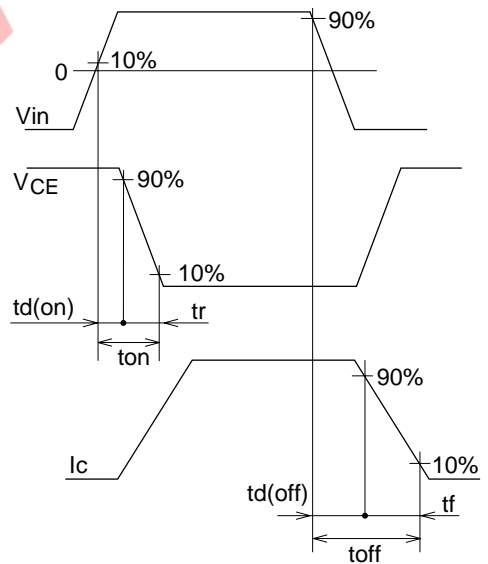 90%
10%
0
Vin
VCE
90%
10%
td(on)
tr
ton
90%
Ic
10%
td(off)
tf
toff